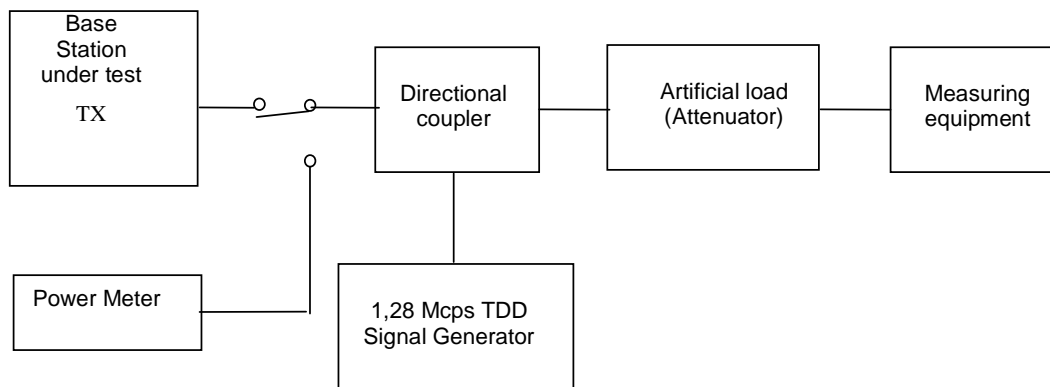 Base
Station
under test
TX
Directional
coupler
Artificial load
(Attenuator)
Measuring
equipment
Power Meter
1,28 Mcps TDD
Signal Generator